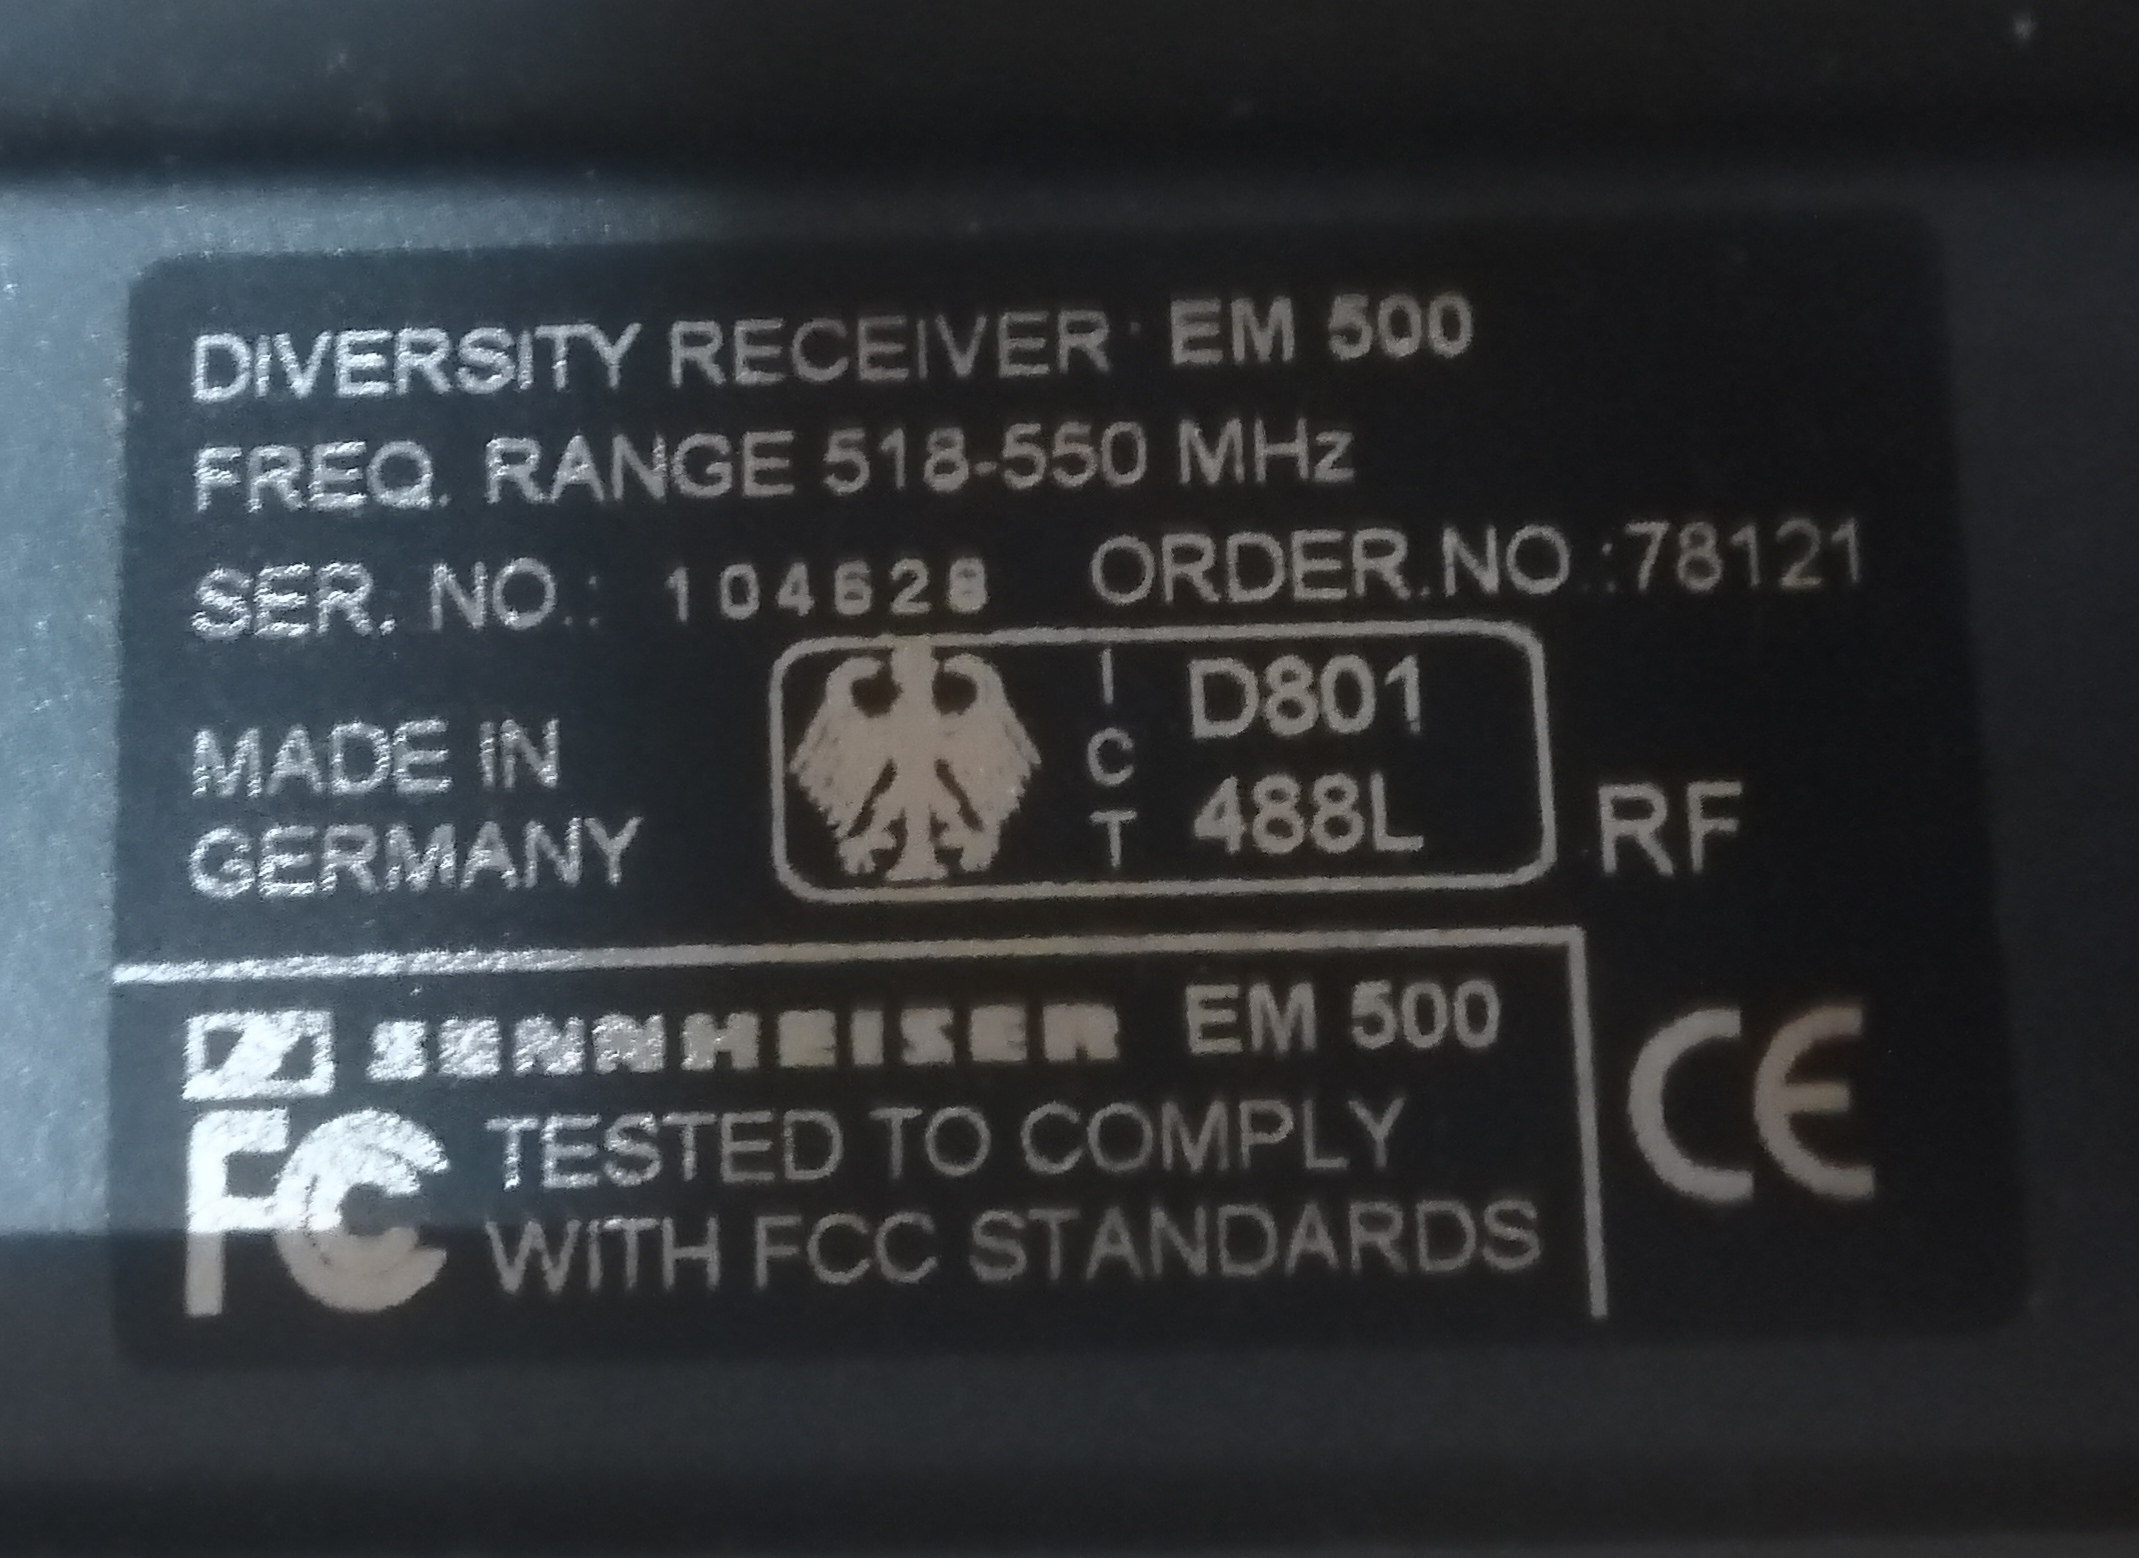 DIVERSITY RECEIVER EM 500
FREQ. RANGE 518-550 MHz
SER. NO.: 104628 ORDER.NO.:78121
MADE IN
GERMANY
I
C
T
D801
488L
RF
SENNHEISER EM 500
FC TESTED TO COMPLY
WITH FCC STANDARDS
CE